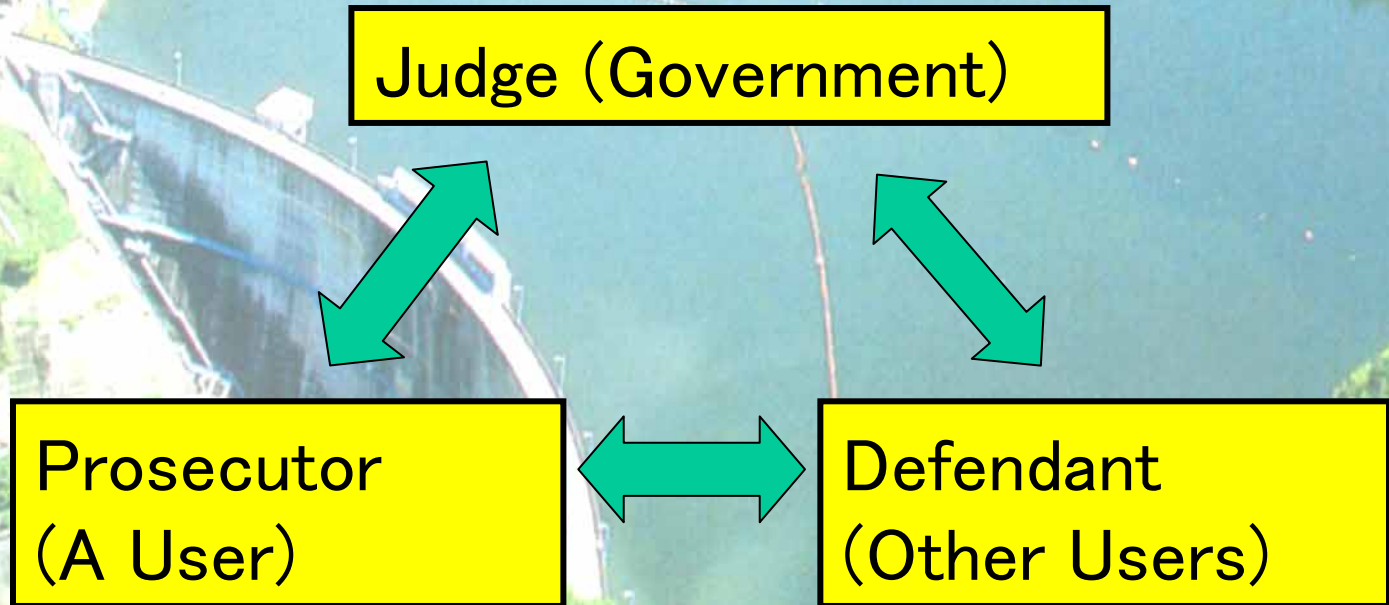 Judge (Government)
Prosecutor
(A User)
Defendant
(Other Users)